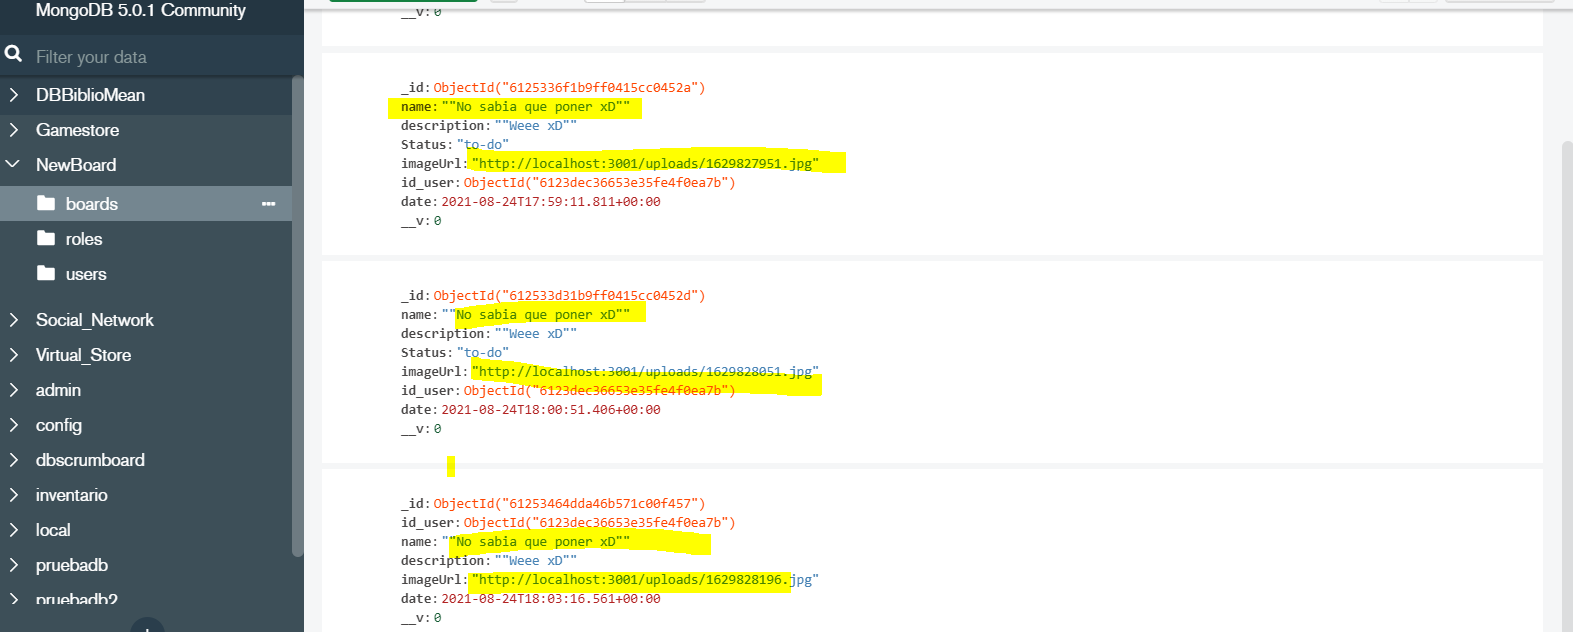 MongoDB 5.0.1 Community
Filter your data
DBBiblioMean
Gamestore
NewBoard
boards
roles
users
Social_Network
Virtual_Store
admin
config
dbscrumboard
inventario
local
pruebadb
pruebadb2
__v: 0
_id: ObjectId("6125336f1b9ff0415cc0452a")
name: ""No sabia que poner xD""
description: ""Weee xD""
Status: "to-do"
imageUrl: "http://localhost:3001/uploads/1629827951.jpg"
id_user: ObjectId("6123dec36653e35fe4f0ea7b")
date: 2021-08-24T17:59:11.811+00:00
__v: 0
_id: ObjectId("612533d31b9ff0415cc0452d")
name: ""No sabia que poner xD""
description: ""Weee xD""
Status: "to-do"
imageUrl: "http://localhost:3001/uploads/1629828051.jpg"
id_user: ObjectId("6123dec36653e35fe4f0ea7b")
date: 2021-08-24T18:00:51.406+00:00
__v: 0
_id: ObjectId("61253464dda46b571c00f457")
id_user: ObjectId("6123dec36653e35fe4f0ea7b")
name: ""No sabia que poner xD""
description: ""Weee xD""
imageUrl: "http://localhost:3001/uploads/1629828196.jpg"
date: 2021-08-24T18:03:16.561+00:00
__v: 0